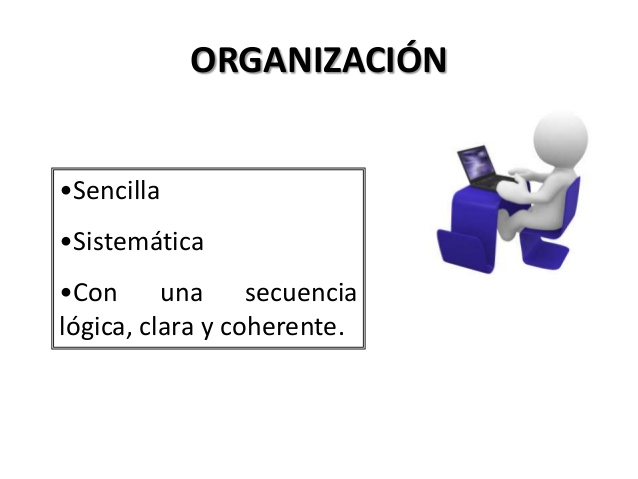 ORGANIZACIÓN
•Sencilla
•Sistemática
•Con una secuencia
lógica, clara y coherente.